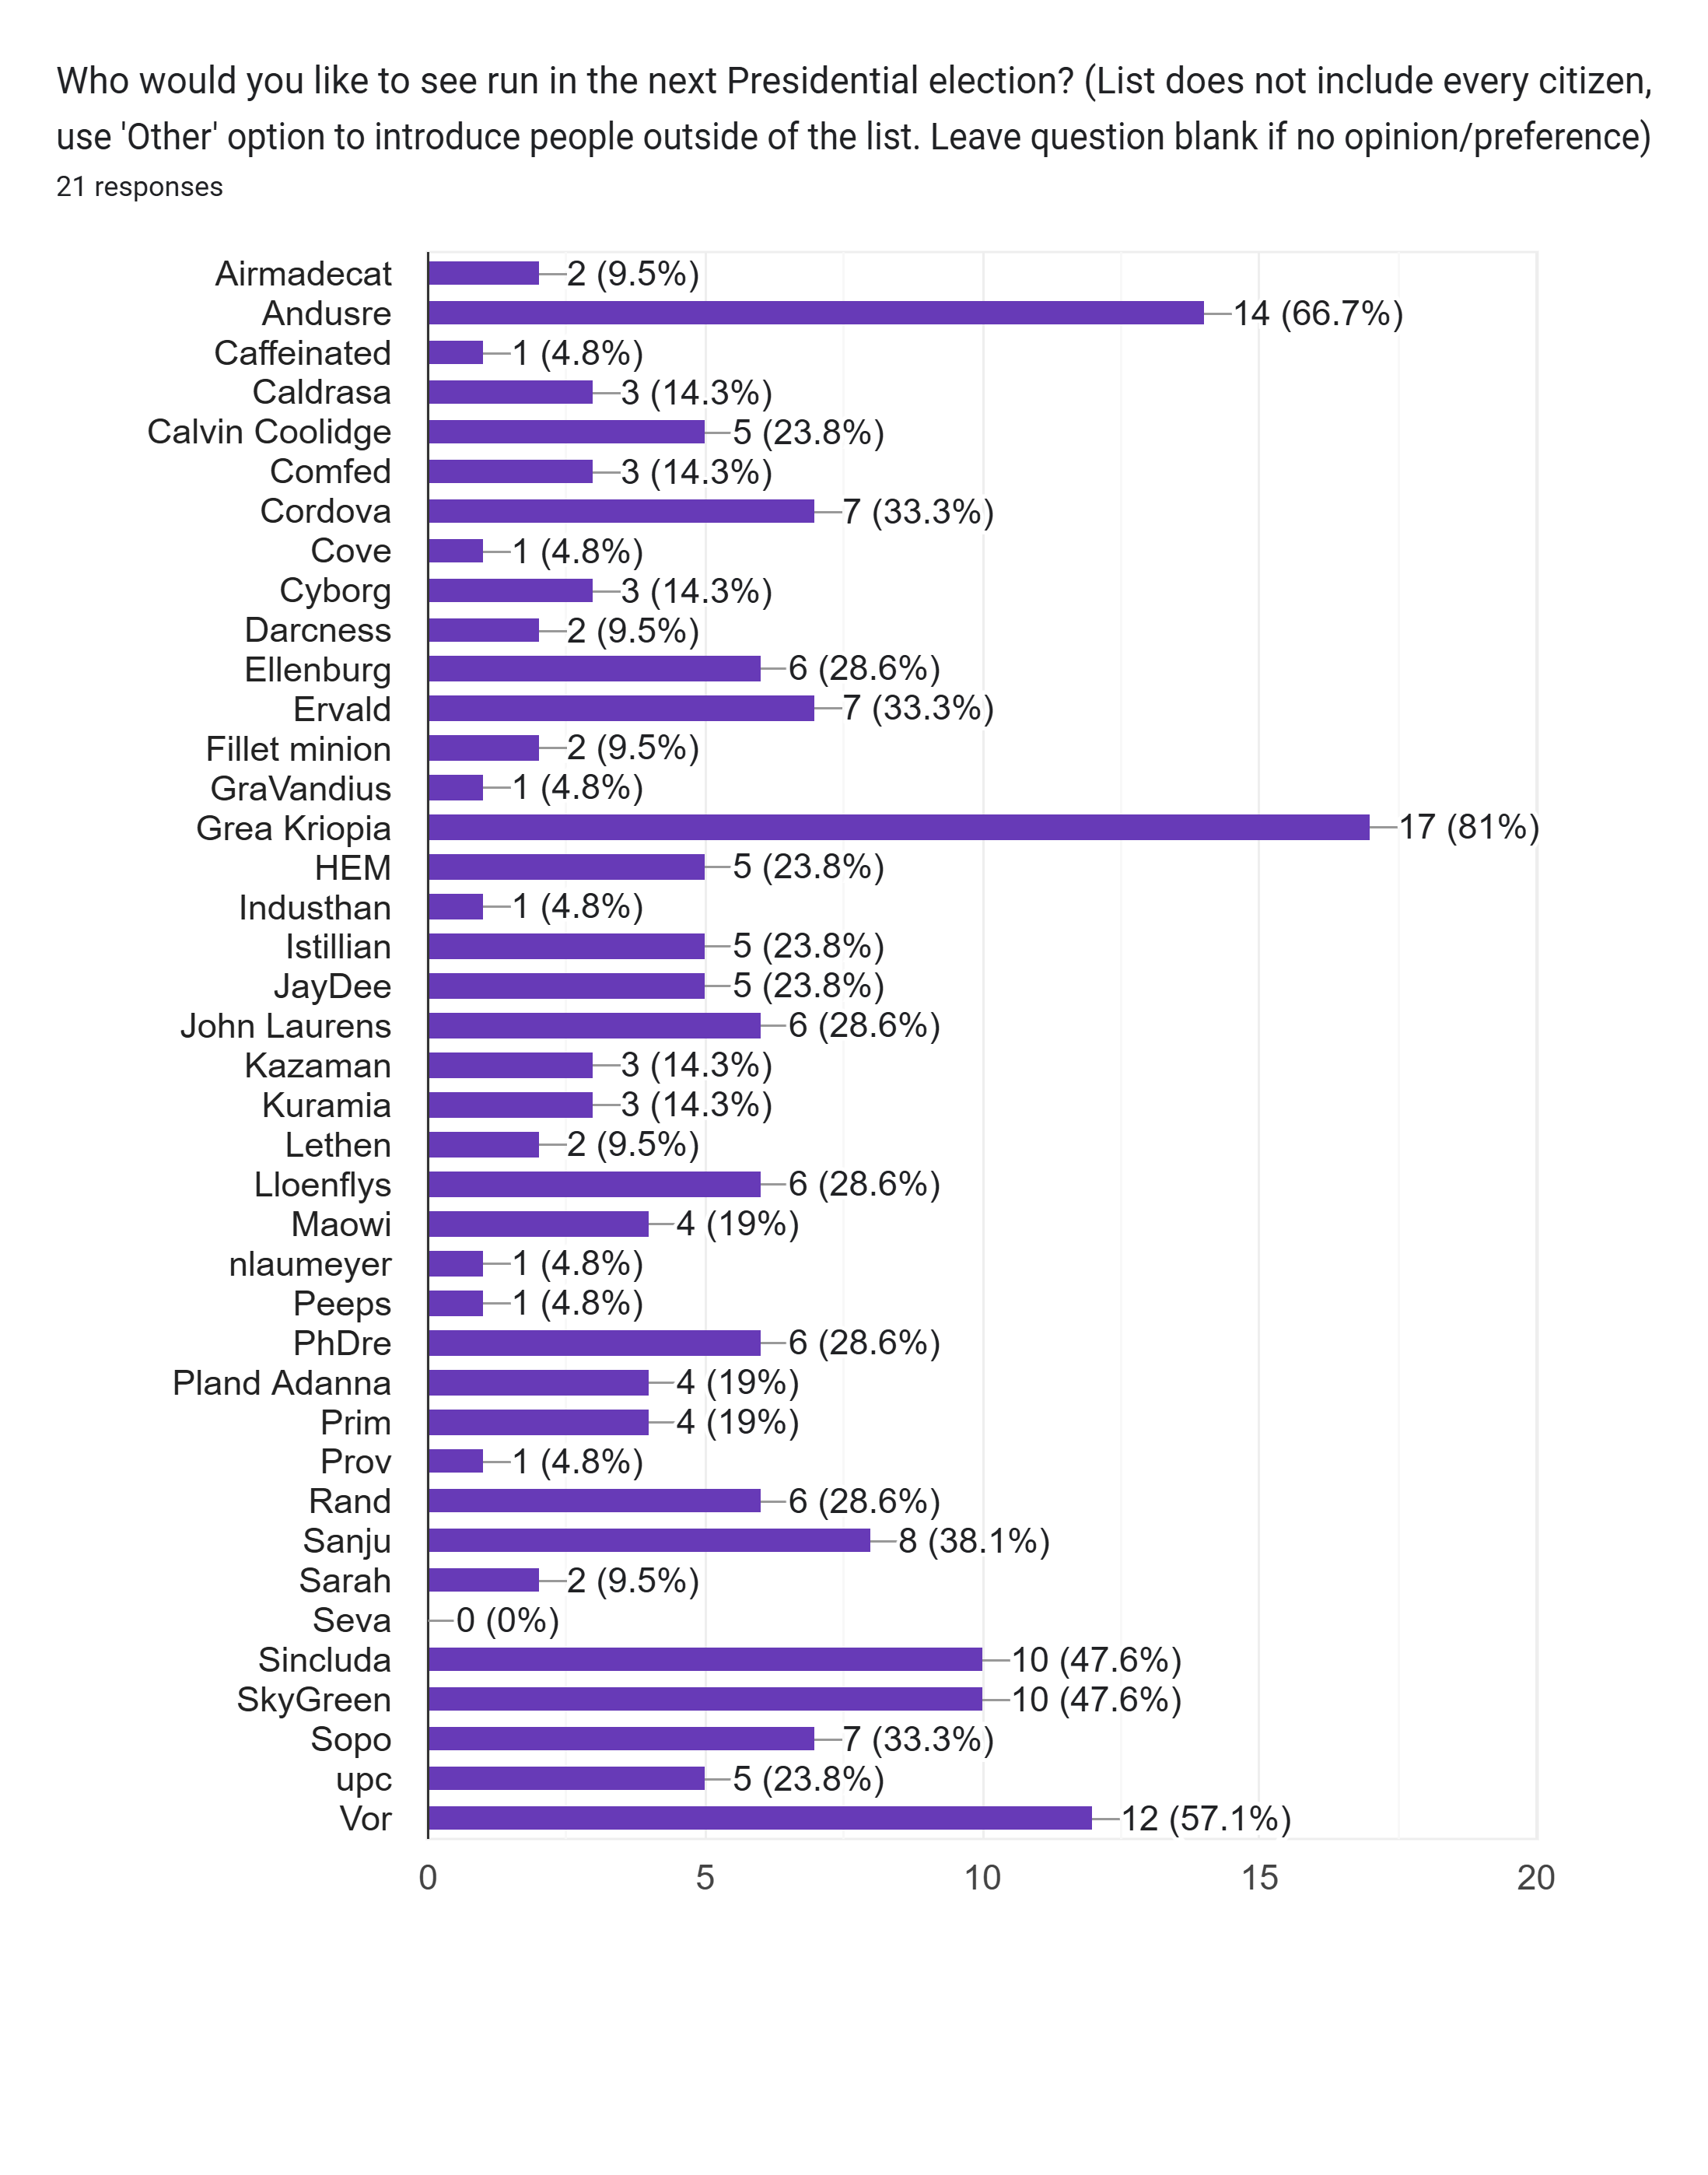 Who would you like to see run in the next Presidential election? (List does not include every citizen,
use 'Other' option to introduce people outside of the list. Leave question blank if no opinion/preference)
21 responses
Airmadecat 2 (9.5%)
Andusre 14 (66.7%)
Caffeinated 1 (4.8%)
Caldrasa 3 (14.3%)
Calvin Coolidge 5 (23.8%)
Comfed 3 (14.3%)
Cordova 7 (33.3%)
Cove 1 (4.8%)
Cyborg 3 (14.3%)
Darcness 2 (9.5%)
Ellenburg 6 (28.6%)
Ervald 7 (33.3%)
Fillet minion 2 (9.5%)
GraVandius 1 (4.8%)
Grea Kriopia 17 (81%)
HEM 5 (23.8%)
Industhan 1 (4.8%)
Istillian 5 (23.8%)
JayDee 5 (23.8%)
John Laurens 6 (28.6%)
Kazaman 3 (14.3%)
Kuramia 3 (14.3%)
Lethen 2 (9.5%)
Lloenflys 6 (28.6%)
Maowi 4 (19%)
nlaumeyer 1 (4.8%)
Peeps 1 (4.8%)
PhDre 6 (28.6%)
Pland Adanna 4 (19%)
Prim 4 (19%)
Prov 1 (4.8%)
Rand 6 (28.6%)
Sanju 8 (38.1%)
Sarah 2 (9.5%)
Seva 0 (0%)
Sincluda 10 (47.6%)
SkyGreen 10 (47.6%)
Sopo 7 (33.3%)
upc 5 (23.8%)
Vor 12 (57.1%)
0 5 10 15 20